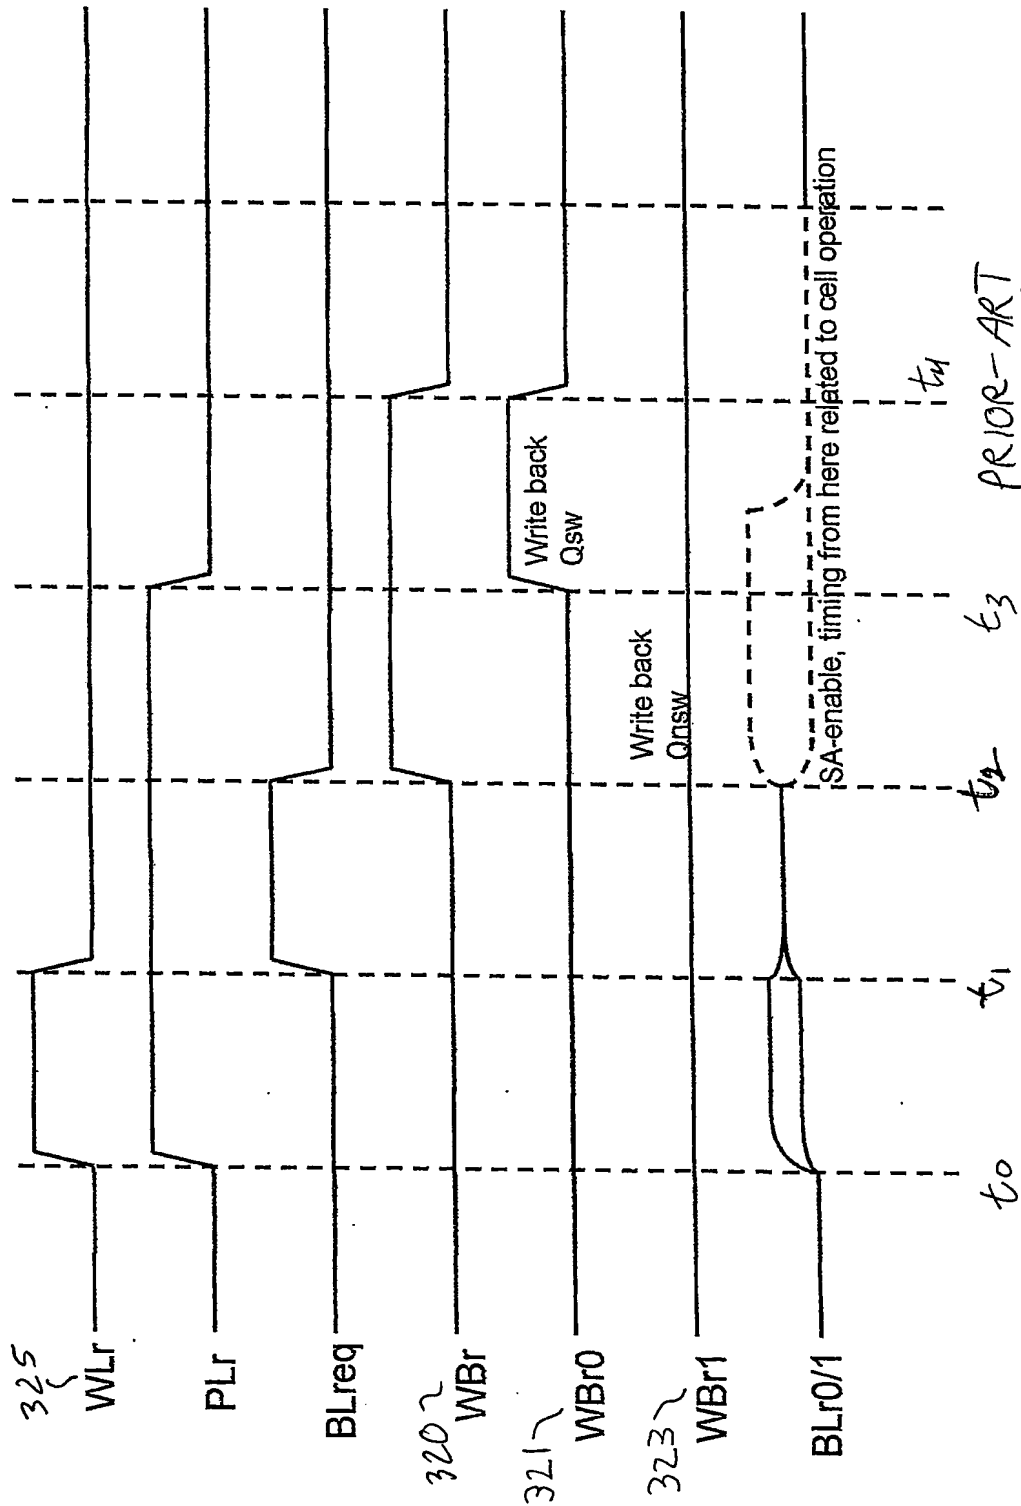 325
WLr
PLr
BLreq
320
WBr
321
WBr0
323
WBr1
BLr0/1
Write back
Qsw
Write back
Qnsw
SA-enable, timing from here related to cell operation
t0
t1
t2
t3
t4
PRIOR-ART